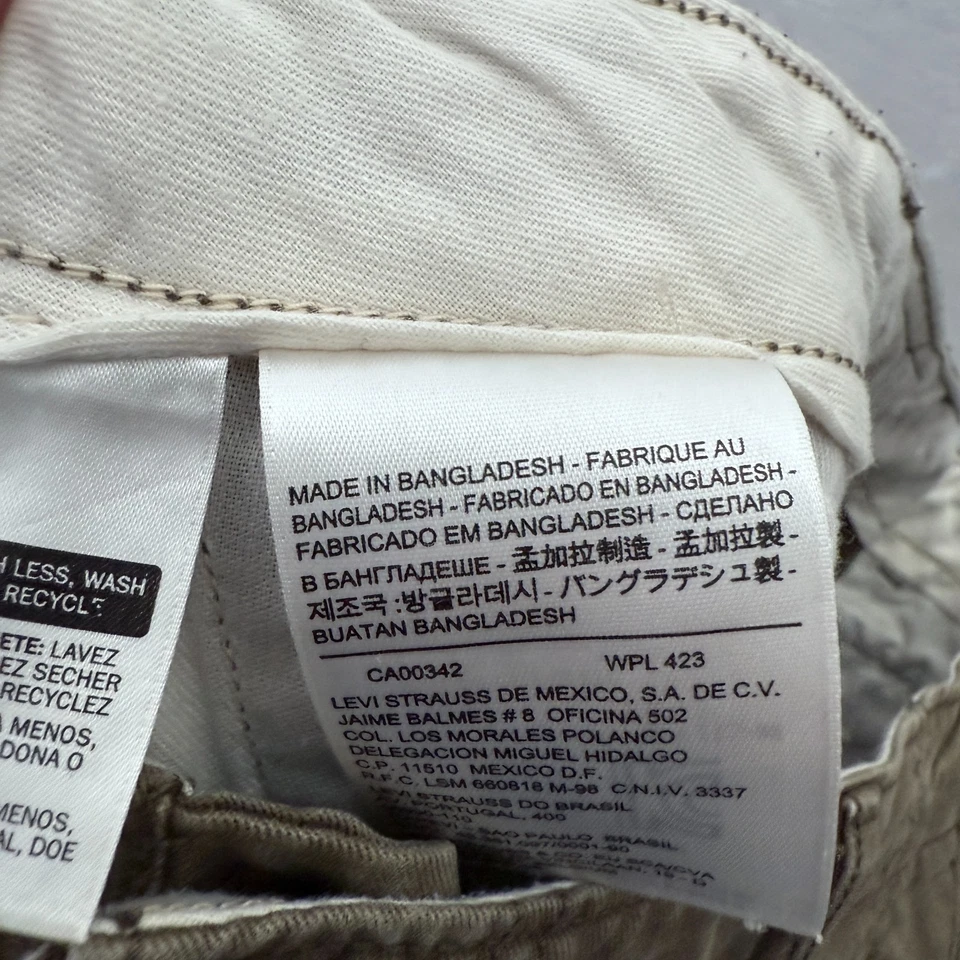 LESS, WASH
RECYCL
LAVEZ
SECHER
RECYCLEZ
MENOS,
DONA O
MENOS,
DOE
MADE IN BANGLADESH - FABRIQUE AU
BANGLADESH - FABRICADO EN BANGLADESH -
FABRICADO EM BANGLADESH - СДЕЛАНО
В БАНГЛАДЕШЕ - 孟加拉制造 - 孟加拉製 -
제조국 :방글라데시 - バングラデシュ製 -
BUATAN BANGLADESH
CA00342 WPL 423
LEVI STRAUSS DE MEXICO, S.A. DE C.V.
JAIME BALMES # 8 OFICINA 502
COL. LOS MORALES POLANCO
DELEGACION MIGUEL HIDALGO
C.P. 11510 MEXICO D.F.
R.F.C. LSM 660818 M-98 C.N.I.V. 3337
LEVI STRAUSS DO BRASIL
PORTUGAL, 400
SAO PAULO BRASIL